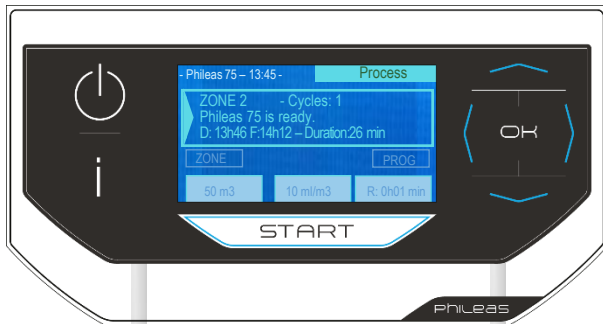 - Phileas 75 – 13:45 -
Process
ZONE 2 - Cycles: 1
Phileas 75 is ready.
D: 13h46 F:14h12 – Duration:26 min
ZONE
PROG
50 m3
10 ml/m3
R: 0h01 min
OK
i
START
PHILEAS